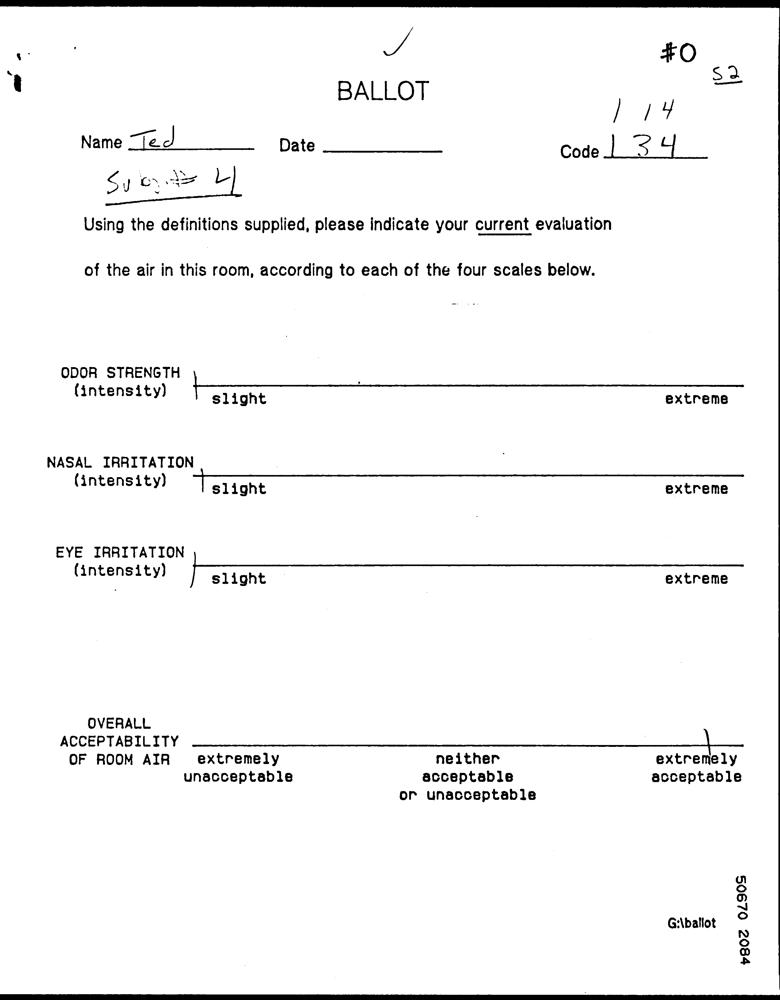 #0
S2
BALLOT
1 14
Name Ted Date Code 134
Subj. # 4
Using the definitions supplied, please indicate your current evaluation
of the air in this room, according to each of the four scales below.
ODOR STRENGTH
(intensity) slight extreme
NASAL IRRITATION
(intensity) slight extreme
EYE IRRITATION
(intensity) slight extreme
OVERALL
ACCEPTABILITY
OF ROOM AIR extremely neither extremely
unacceptable acceptable acceptable
or unacceptable
G:\ballot
50670 2084